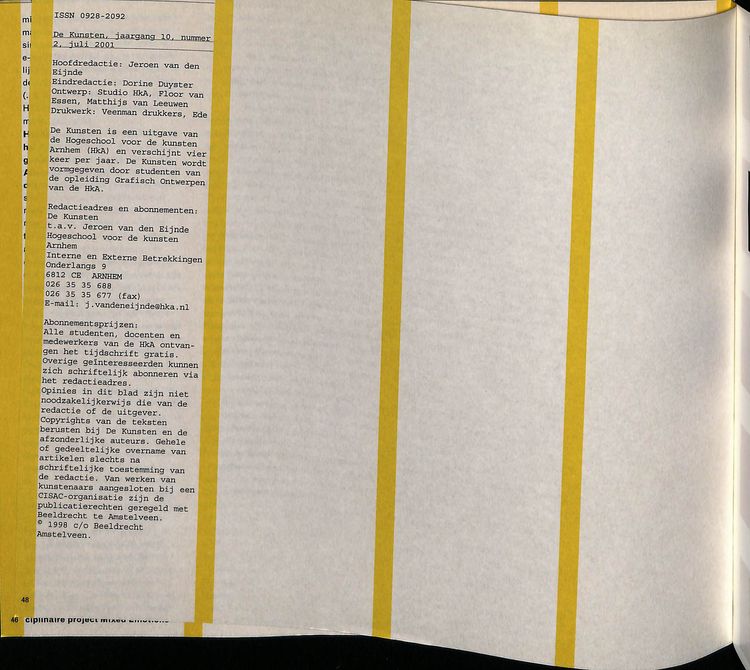 ISSN 0928-2092
De Kunsten, jaargang 10, nummer
2, juli 2001
Hoofdredactie: Jeroen van den
Eijnde
Eindredactie: Dorine Duyster
Ontwerp: Studio HkA, Floor van
Essen, Matthijs van Leeuwen
Drukwerk: Veenman drukkers, Ede
De Kunsten is een uitgave van
de Hogeschool voor de kunsten
Arnhem (HkA) en verschijnt vier
keer per jaar. De Kunsten wordt
vormgegeven door studenten van
de opleiding Grafisch Ontwerpen
van de HkA.
Redactieadres en abonnementen:
De Kunsten
t.a.v. Jeroen van den Eijnde
Hogeschool voor de kunsten
Arnhem
Interne en Externe Betrekkingen
Onderlangs 9
6812 CE ARNHEM
026 35 35 688
026 35 35 677 (fax)
E-mail: j.vandeneijnde@hka.nl
Abonnementsprijzen:
Alle studenten, docenten en
medewerkers van de HkA ontvan-
gen het tijdschrift gratis.
Overige geïnteresseerden kunnen
zich schriftelijk abonneren via
het redactieadres.
Opinies in dit blad zijn niet
noodzakelijkerwijs die van de
redactie of de uitgever.
Copyrights van de teksten
berusten bij De Kunsten en de
afzonderlijke auteurs. Gehele
of gedeeltelijke overname van
artikelen slechts na
schriftelijke toestemming van
de redactie. Van werken van
kunstenaars aangesloten bij een
CISAC-organisatie zijn de
publicatierechten geregeld met
Beeldrecht te Amstelveen.
© 1998 c/o Beeldrecht
Amstelveen.
48
46 ciplinaire project Mixed Emotions